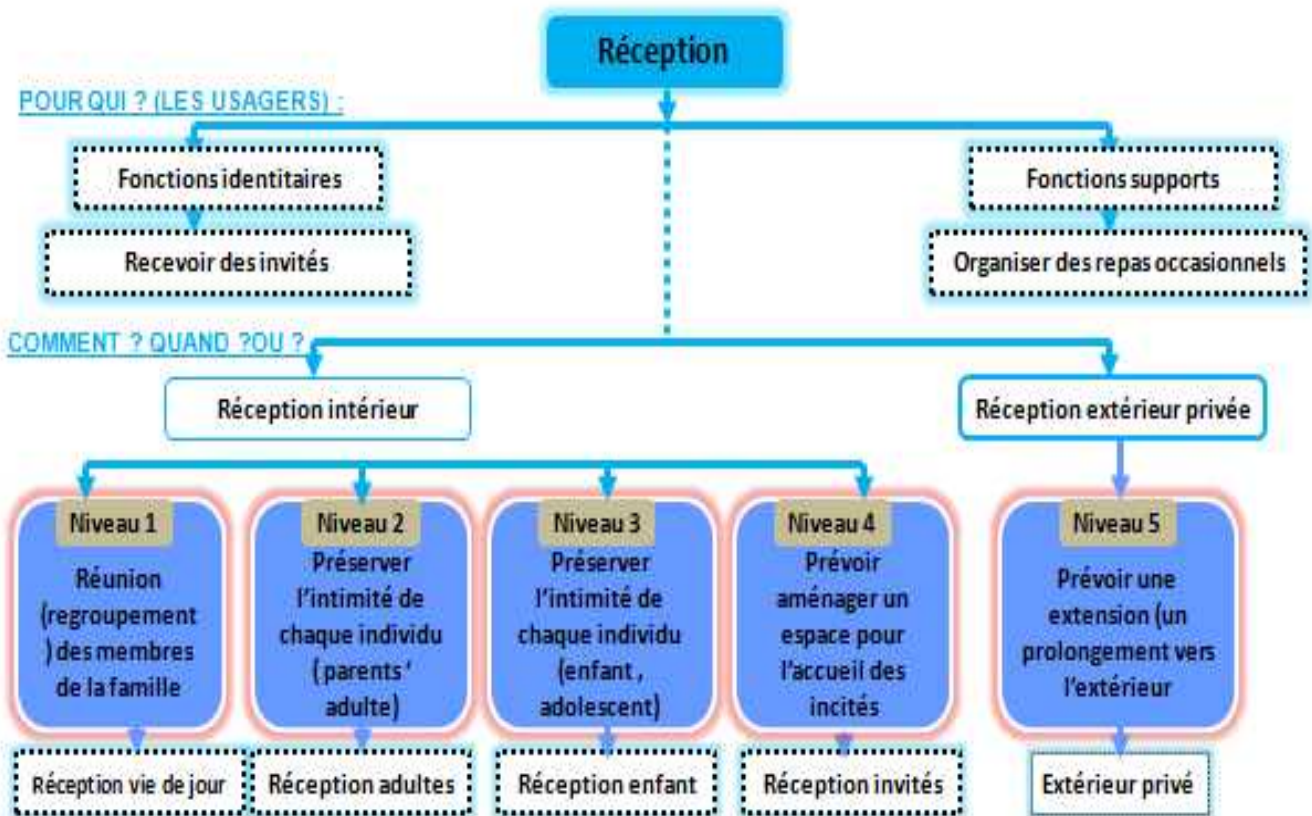 Réception
POUR QUI ? (LES USAGERS) :
Fonctions identitaires
Fonctions supports
Recevoir des invités
Organiser des repas occasionnels
COMMENT ? QUAND ?OU ?
Réception intérieur
Réception extérieur privée
Niveau 1
Réunion
(regroupement
) des membres
de la famille
Niveau 2
Préserver
l'intimité de
chaque individu
( parents '
adulte)
Niveau 3
Préserver
l'intimité de
chaque individu
(enfant ,
adolescent)
Niveau 4
Prévoir
aménager un
espace pour
l'accueil des
incités
Niveau 5
Prévoir une
extension (un
prolongement vers
l'extérieur
Réception vie de jour
Réception adultes
Réception enfant
Réception invités
Extérieur privé